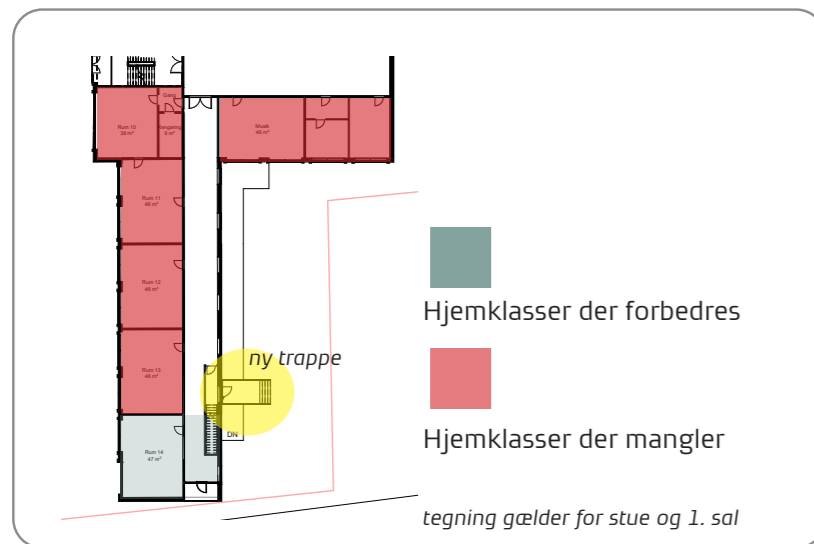 Gang
Rum 10
38 m²
Rengøring
Musik
46 m²
Rum 11
46 m²
Rum 12
46 m²
ny trappe
Rum 13
46 m²
DN
Rum 14
47 m²
Hjemklasser der forbedres
Hjemklasser der mangler
tegning gælder for stue og 1. sal